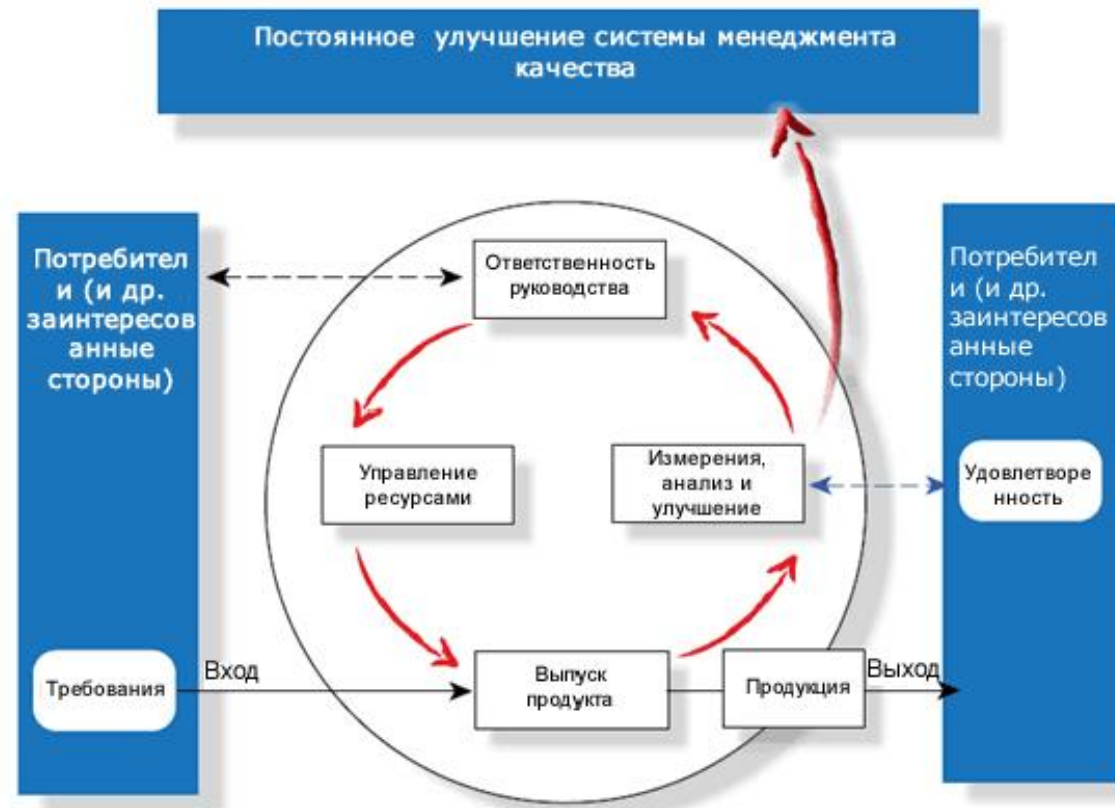 Постоянное улучшение системы менеджмента
качества
Потребител
и (и др.
заинтересов
анные
стороны)
Ответственность
руководства
Потребител
и (и др.
заинтересов
анные
стороны)
Управление
ресурсами
Измерения,
анализ и
улучшение
Удовлетворе
нность
Требования
Вход
Выпуск
продукта
Продукция
Выход